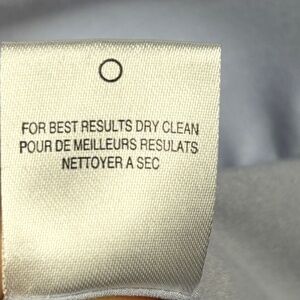 FOR BEST RESULTS DRY CLEAN
POUR DE MEILLEURS RESULATS
NETTOYER A SEC